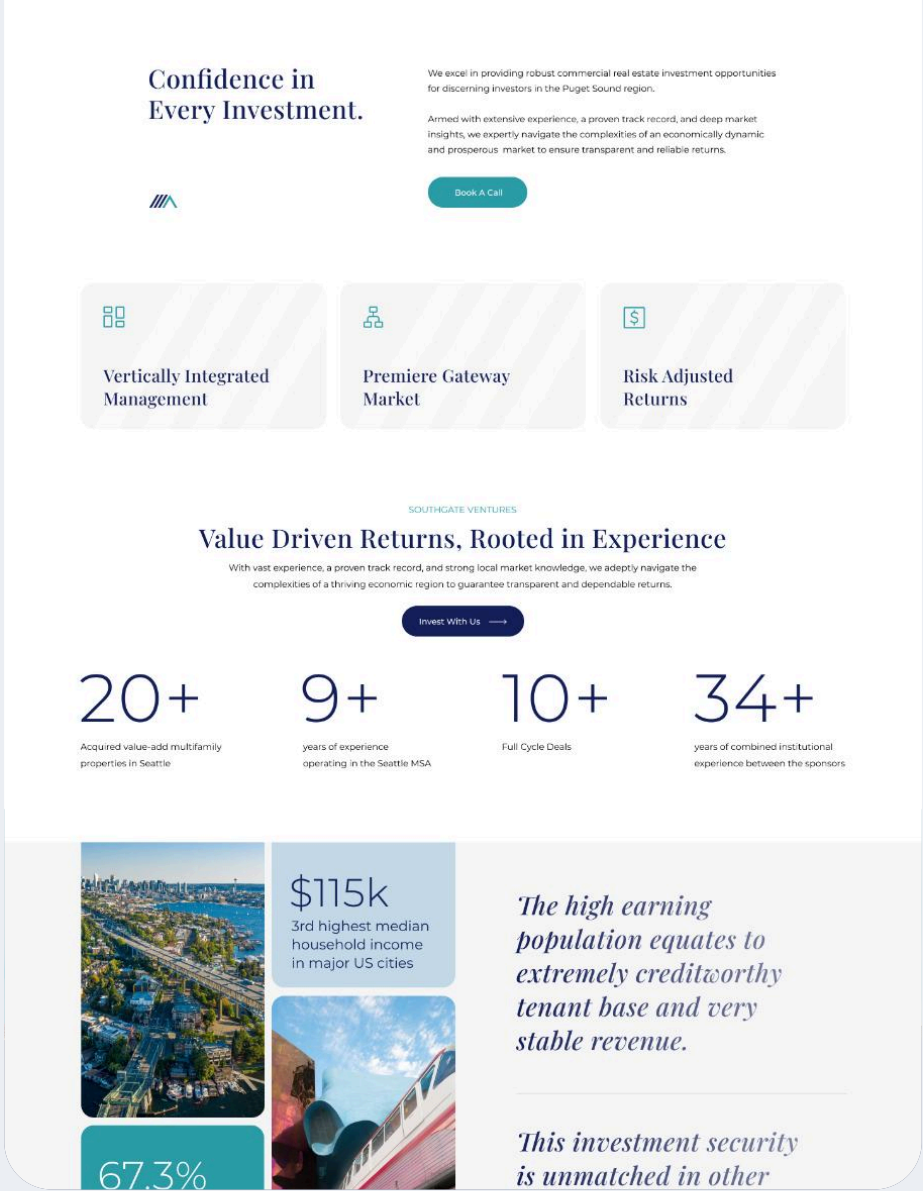 Confidence in
Every Investment.
We excel in providing robust commercial real estate investment opportunities
for discerning investors in the Puget Sound region.
Armed with extensive experience, a proven track record, and deep market
insights, we expertly navigate the complexities of an economically dynamic
and prosperous market to ensure transparent and reliable returns.
Book A Call
Vertically Integrated
Management
Premiere Gateway
Market
Risk Adjusted
Returns
SOUTHGATE VENTURES
Value Driven Returns, Rooted in Experience
With vast experience, a proven track record, and strong local market knowledge, we adeptly navigate the
complexities of a thriving economic region to guarantee transparent and dependable returns.
Invest With Us
20+
Acquired value-add multifamily
properties in Seattle
9+
years of experience
operating in the Seattle MSA
10+
Full Cycle Deals
34+
years of combined institutional
experience between the sponsors
$115k
3rd highest median
household income
in major US cities
67.3%
The high earning
population equates to
extremely creditworthy
tenant base and very
stable revenue.
This investment security
is unmatched in other